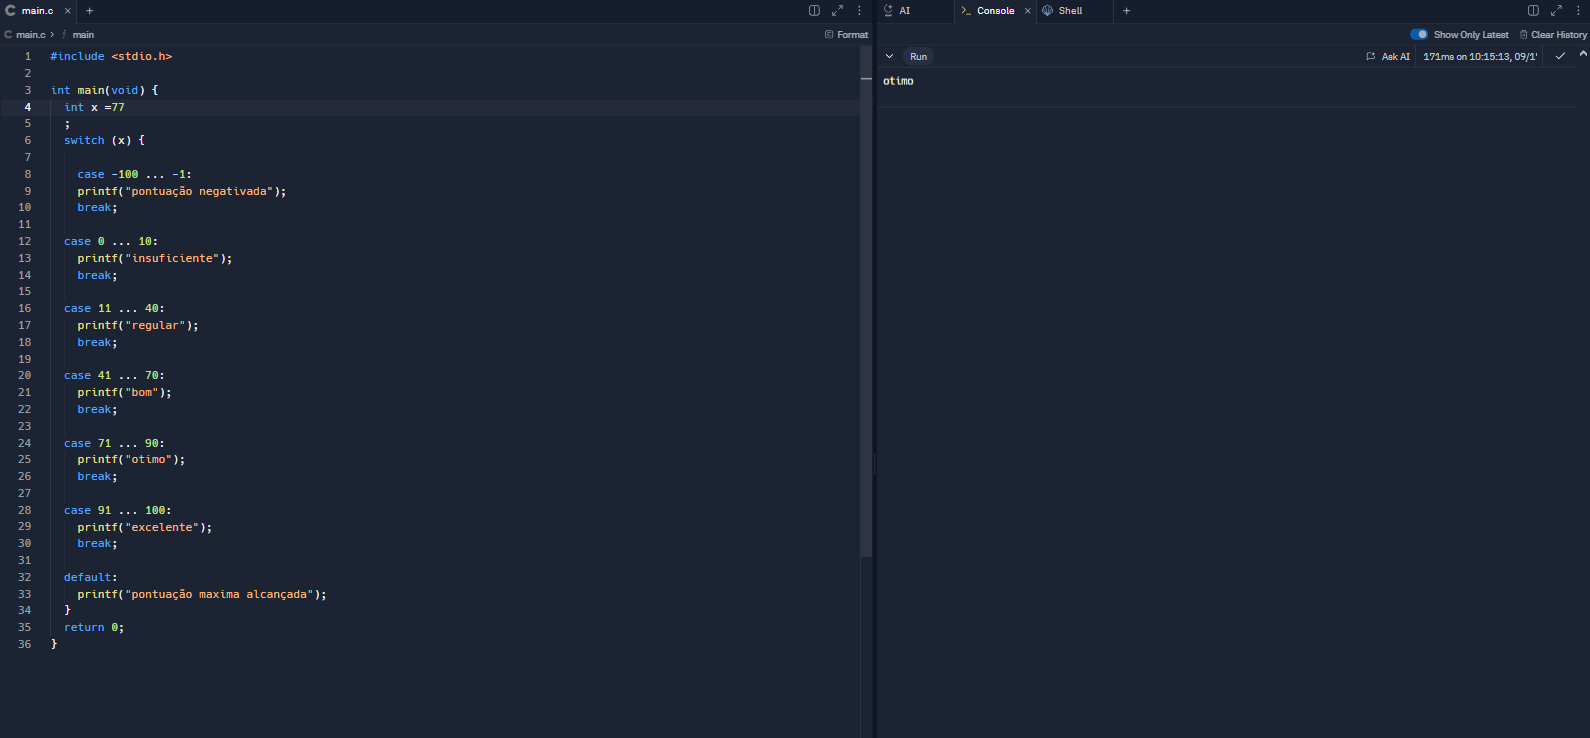 main.c × +
main.c > f main
Format
1 #include <stdio.h>
2
3 int main(void) {
4 int x =77
5 ;
6 switch (x) {
7
8 case -100 ... -1:
9 printf("pontuação negativada");
10 break;
11
12 case 0 ... 10:
13 printf("insuficiente");
14 break;
15
16 case 11 ... 40:
17 printf("regular");
18 break;
19
20 case 41 ... 70:
21 printf("bom");
22 break;
23
24 case 71 ... 90:
25 printf("otimo");
26 break;
27
28 case 91 ... 100:
29 printf("excelente");
30 break;
31
32 default:
33 printf("pontuação maxima alcançada");
34 }
35 return 0;
36 }
AI >_ Console × Shell +
Show Only Latest Clear History
Run Ask AI 171ms on 10:15:13, 09/1'
otimo